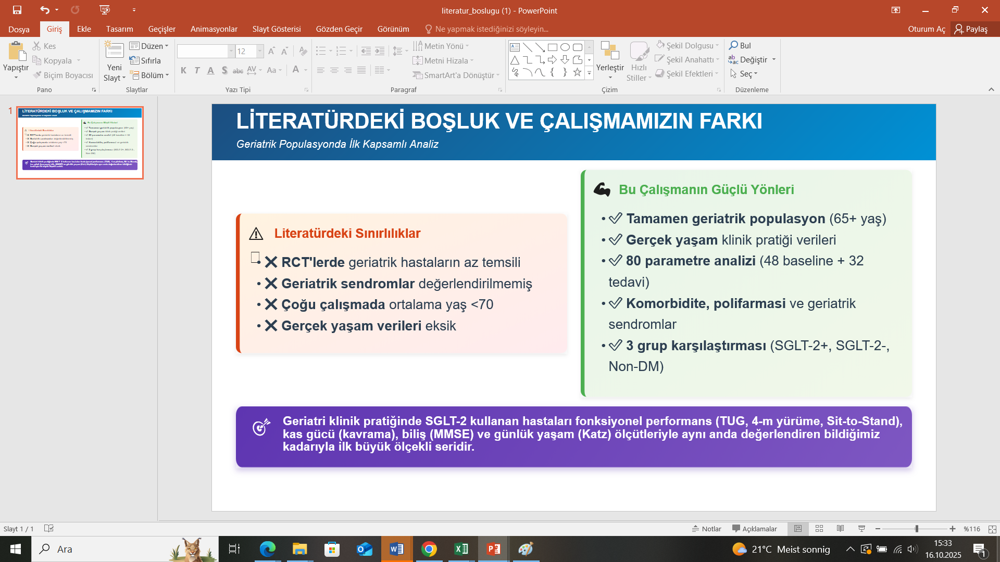 literatur_boslugu (1) - PowerPoint
Dosya Giriş Ekle Tasarım Geçişler Animasyonlar Slayt Gösterisi Gözden Geçir Görünüm Ne yapmak istediğinizi söyleyin... Oturum Aç Paylaş
Yapıştır
Kes
Kopyala
Biçim Boyacısı
Pano
Yeni
Slayt
Düzen
Sıfırla
Bölüm
Slaytlar
12
K T A S abc AV Aa A
Yazı Tipi
Metin Yönü
Metni Hizala
SmartArt'a Dönüştür
Paragraf
Yerleştir
Hızlı
Stiller
Şekil Dolgusu
Şekil Anahattı
Şekil Efektleri
Çizim
Bul
Değiştir
Seç
Düzenleme
1
LİTERATÜRDEKİ BOŞLUK VE ÇALIŞMAMIZIN FARKI
LİTERATÜRDEKİ BOŞLUK VE ÇALIŞMAMIZIN FARKI
Geriatrik Populasyonda İlk Kapsamlı Analiz
⚠ Literatürdeki Sınırlılıklar
• ❌ RCT'lerde geriatrik hastaların az temsili
• ❌ Geriatrik sendromlar değerlendirilmemiş
• ❌ Çoğu çalışmada ortalama yaş <70
• ❌ Gerçek yaşam verileri eksik
💪 Bu Çalışmanın Güçlü Yönleri
• ✅ Tamamen geriatrik populasyon (65+ yaş)
• ✅ Gerçek yaşam klinik pratiği verileri
• ✅ 80 parametre analizi (48 baseline + 32
tedavi)
• ✅ Komorbidite, polifarmasi ve geriatrik
sendromlar
• ✅ 3 grup karşılaştırması (SGLT-2+, SGLT-2-,
Non-DM)
Geriatri klinik pratiğinde SGLT-2 kullanan hastaları fonksiyonel performans (TUG, 4-m yürüme, Sit-to-Stand),
kas gücü (kavrama), biliş (MMSE) ve günlük yaşam (Katz) ölçütleriyle aynı anda değerlendiren bildiğimiz
kadarıyla ilk büyük ölçekli seridir.
Slayt 1 / 1
Notlar Açıklamalar %116
Ara
21°C Meist sonnig
15:33
16.10.2025
1